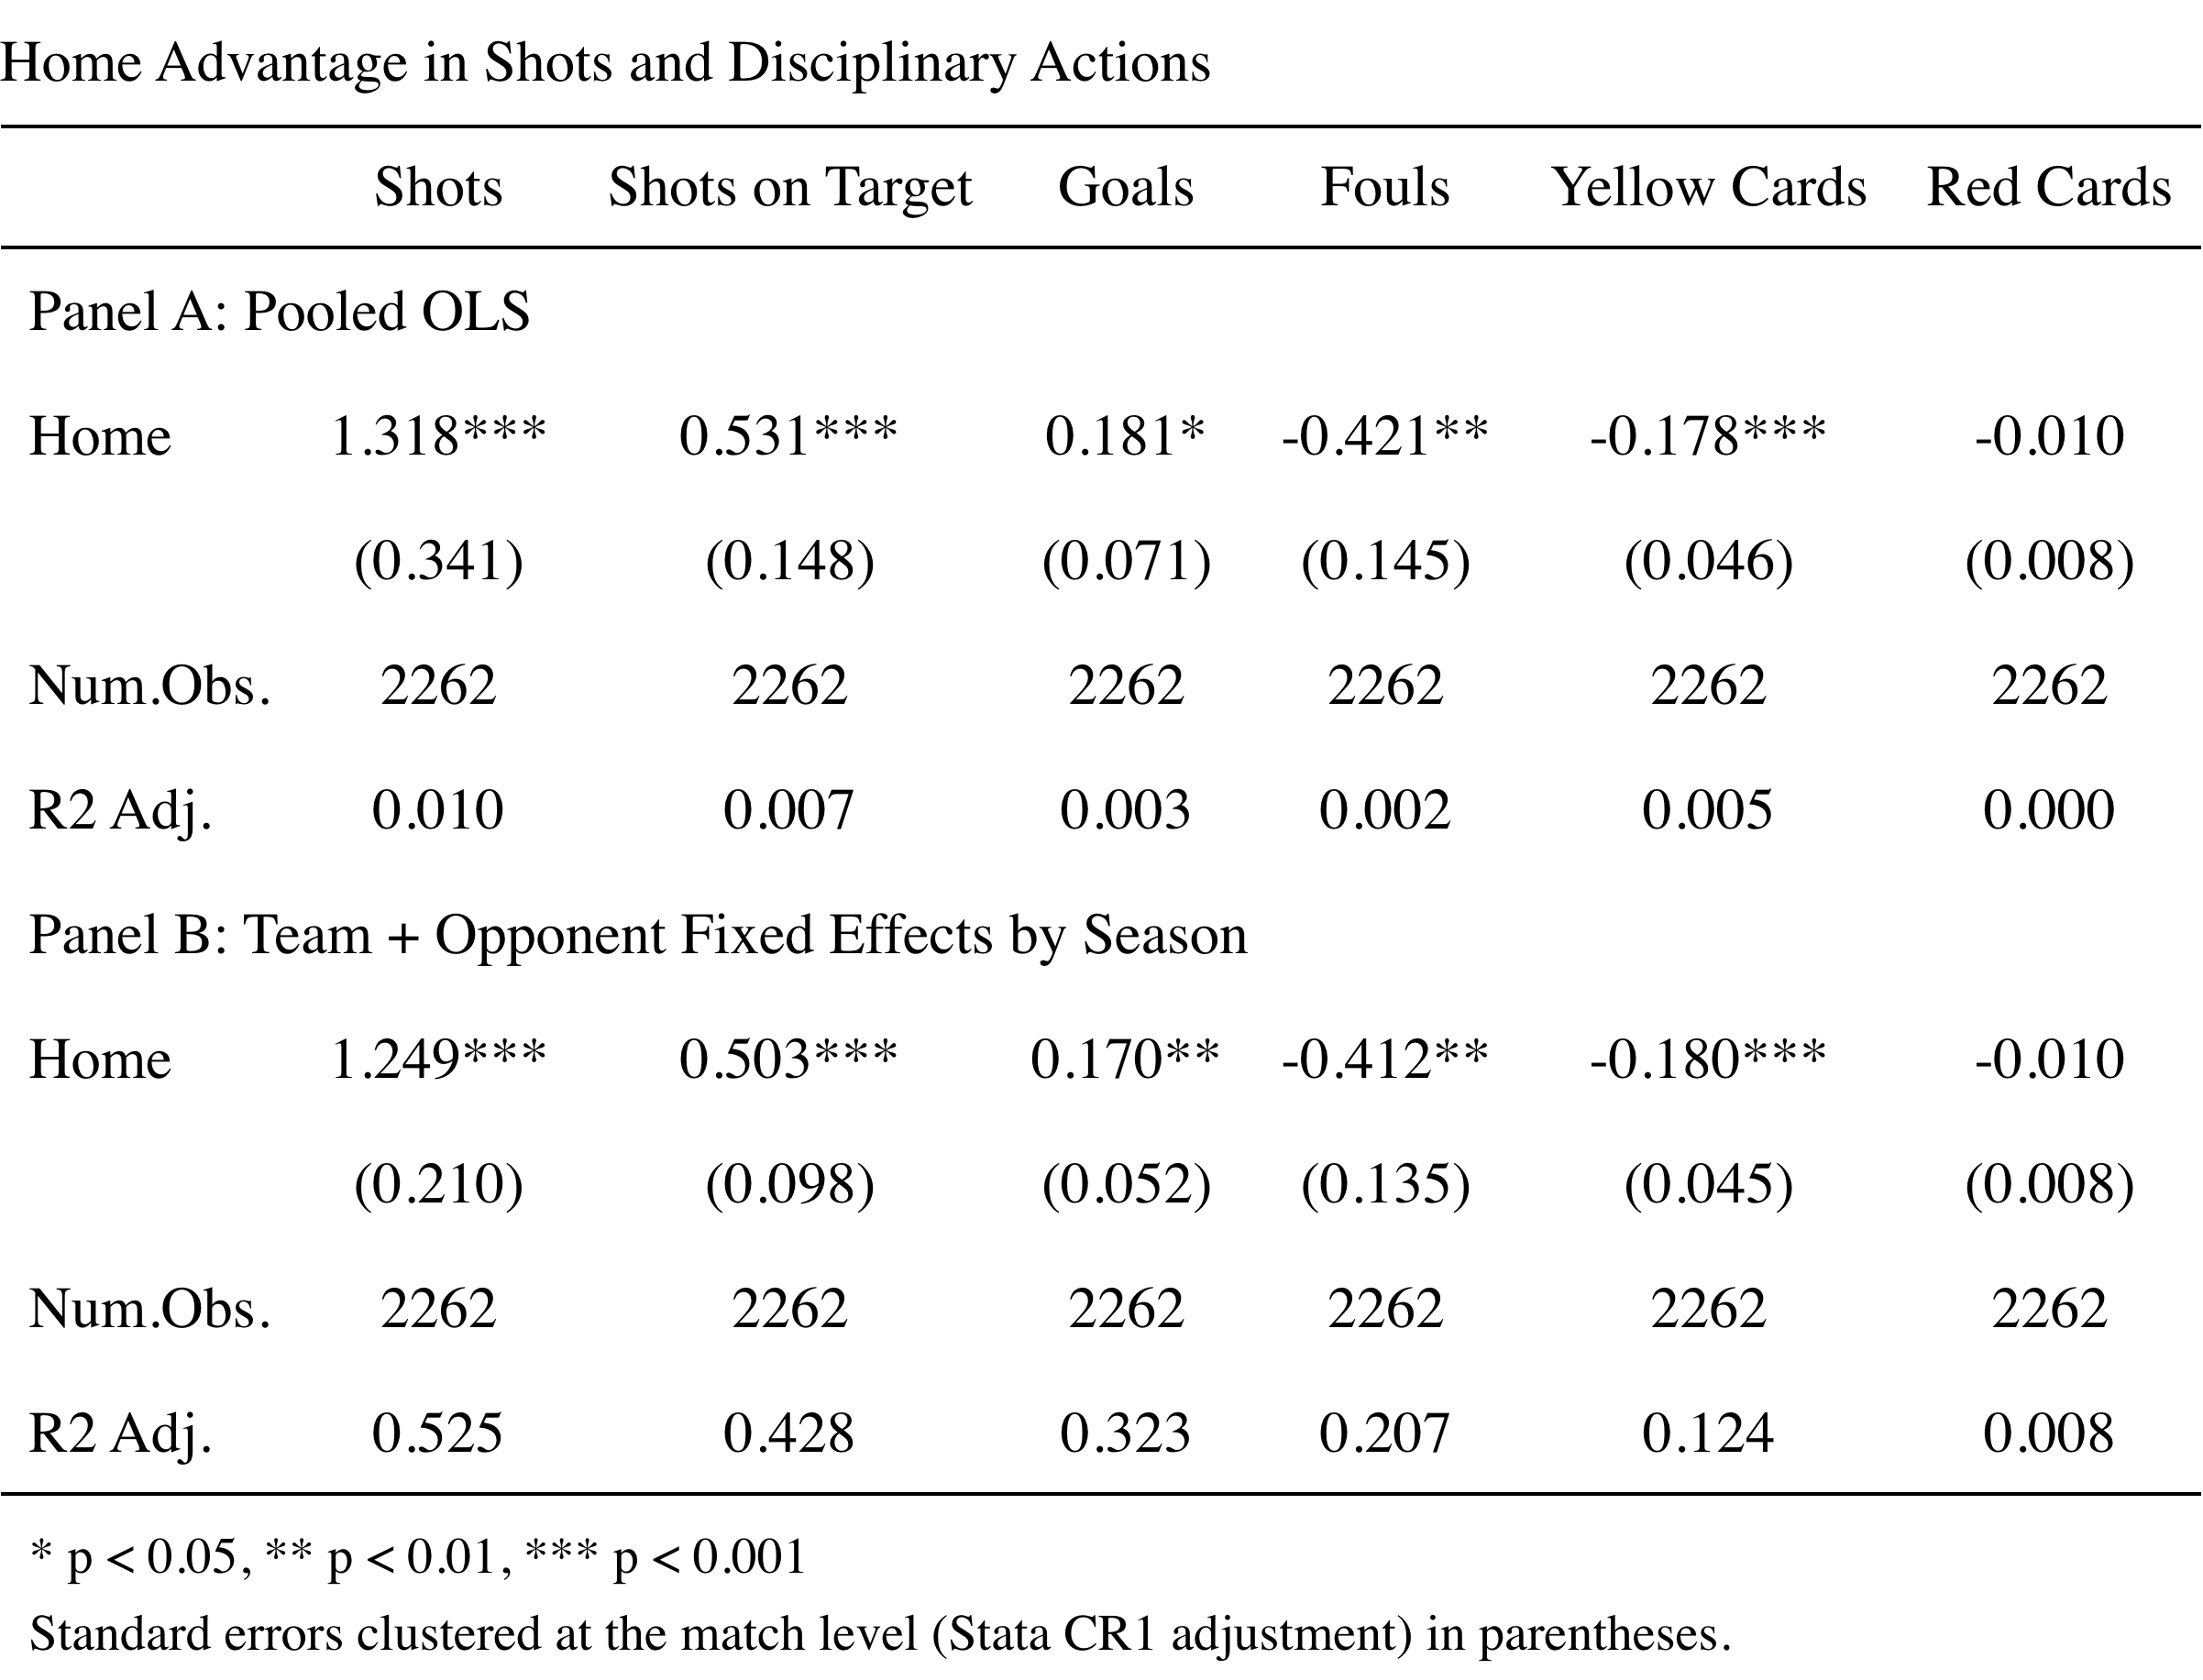 Home Advantage in Shots and Disciplinary Actions
Shots Shots on Target Goals Fouls Yellow Cards Red Cards
Panel A: Pooled OLS
Home 1.318*** 0.531*** 0.181* -0.421** -0.178*** -0.010
(0.341) (0.148) (0.071) (0.145) (0.046) (0.008)
Num.Obs. 2262 2262 2262 2262 2262 2262
R2 Adj. 0.010 0.007 0.003 0.002 0.005 0.000
Panel B: Team + Opponent Fixed Effects by Season
Home 1.249*** 0.503*** 0.170** -0.412** -0.180*** -0.010
(0.210) (0.098) (0.052) (0.135) (0.045) (0.008)
Num.Obs. 2262 2262 2262 2262 2262 2262
R2 Adj. 0.525 0.428 0.323 0.207 0.124 0.008
* p < 0.05, ** p < 0.01, *** p < 0.001
Standard errors clustered at the match level (Stata CR1 adjustment) in parentheses.